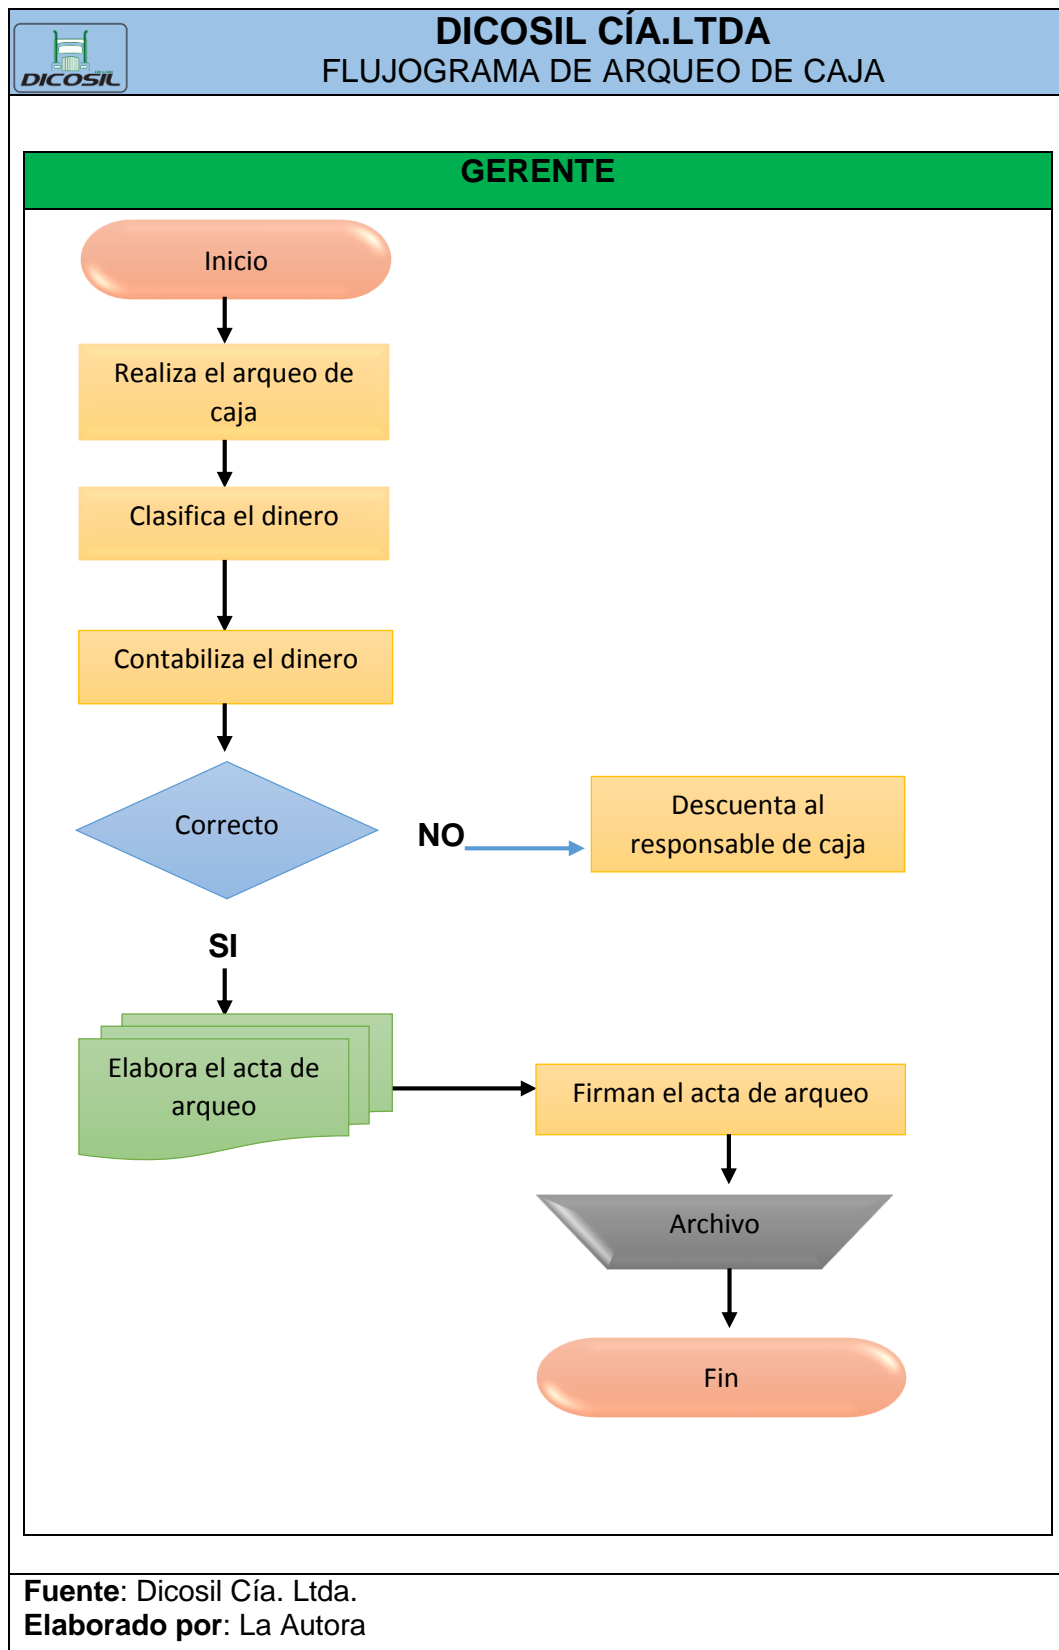 DICOSIL CÍA.LTDA
FLUJOGRAMA DE ARQUEO DE CAJA
DICOSIL
GERENTE
Inicio
Realiza el arqueo de
caja
Clasifica el dinero
Contabiliza el dinero
Correcto
NO
Descuenta al
responsable de caja
SI
Elabora el acta de
arqueo
Firman el acta de arqueo
Archivo
Fin
Fuente: Dicosil Cía. Ltda.
Elaborado por: La Autora